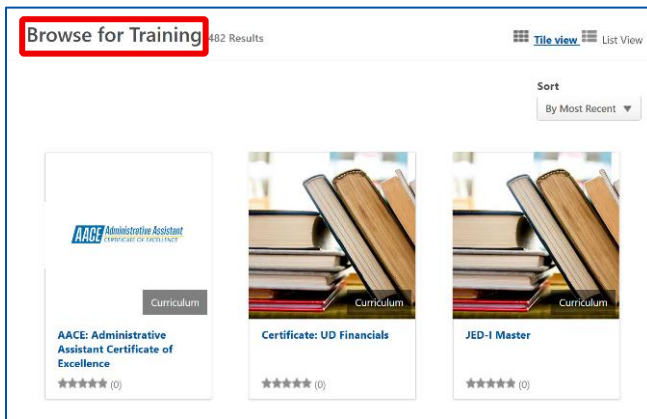 Browse for Training 482 Results
Tile view List View
Sort
By Most Recent
AACE Administrative Assistant
CERTIFICATE OF EXCELLENCE
Curriculum
Curriculum
Curriculum
AACE: Administrative
Assistant Certificate of
Excellence
(0)
Certificate: UD Financials
(0)
JED-I Master
(0)